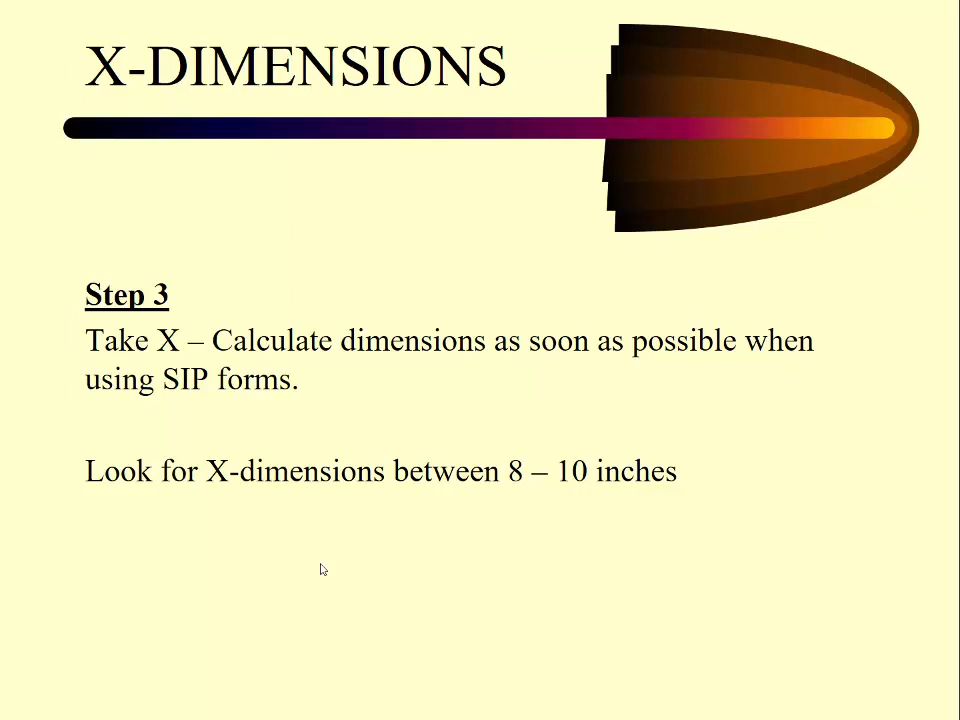 X-DIMENSIONS
Step 3
Take X – Calculate dimensions as soon as possible when
using SIP forms.
Look for X-dimensions between 8 – 10 inches